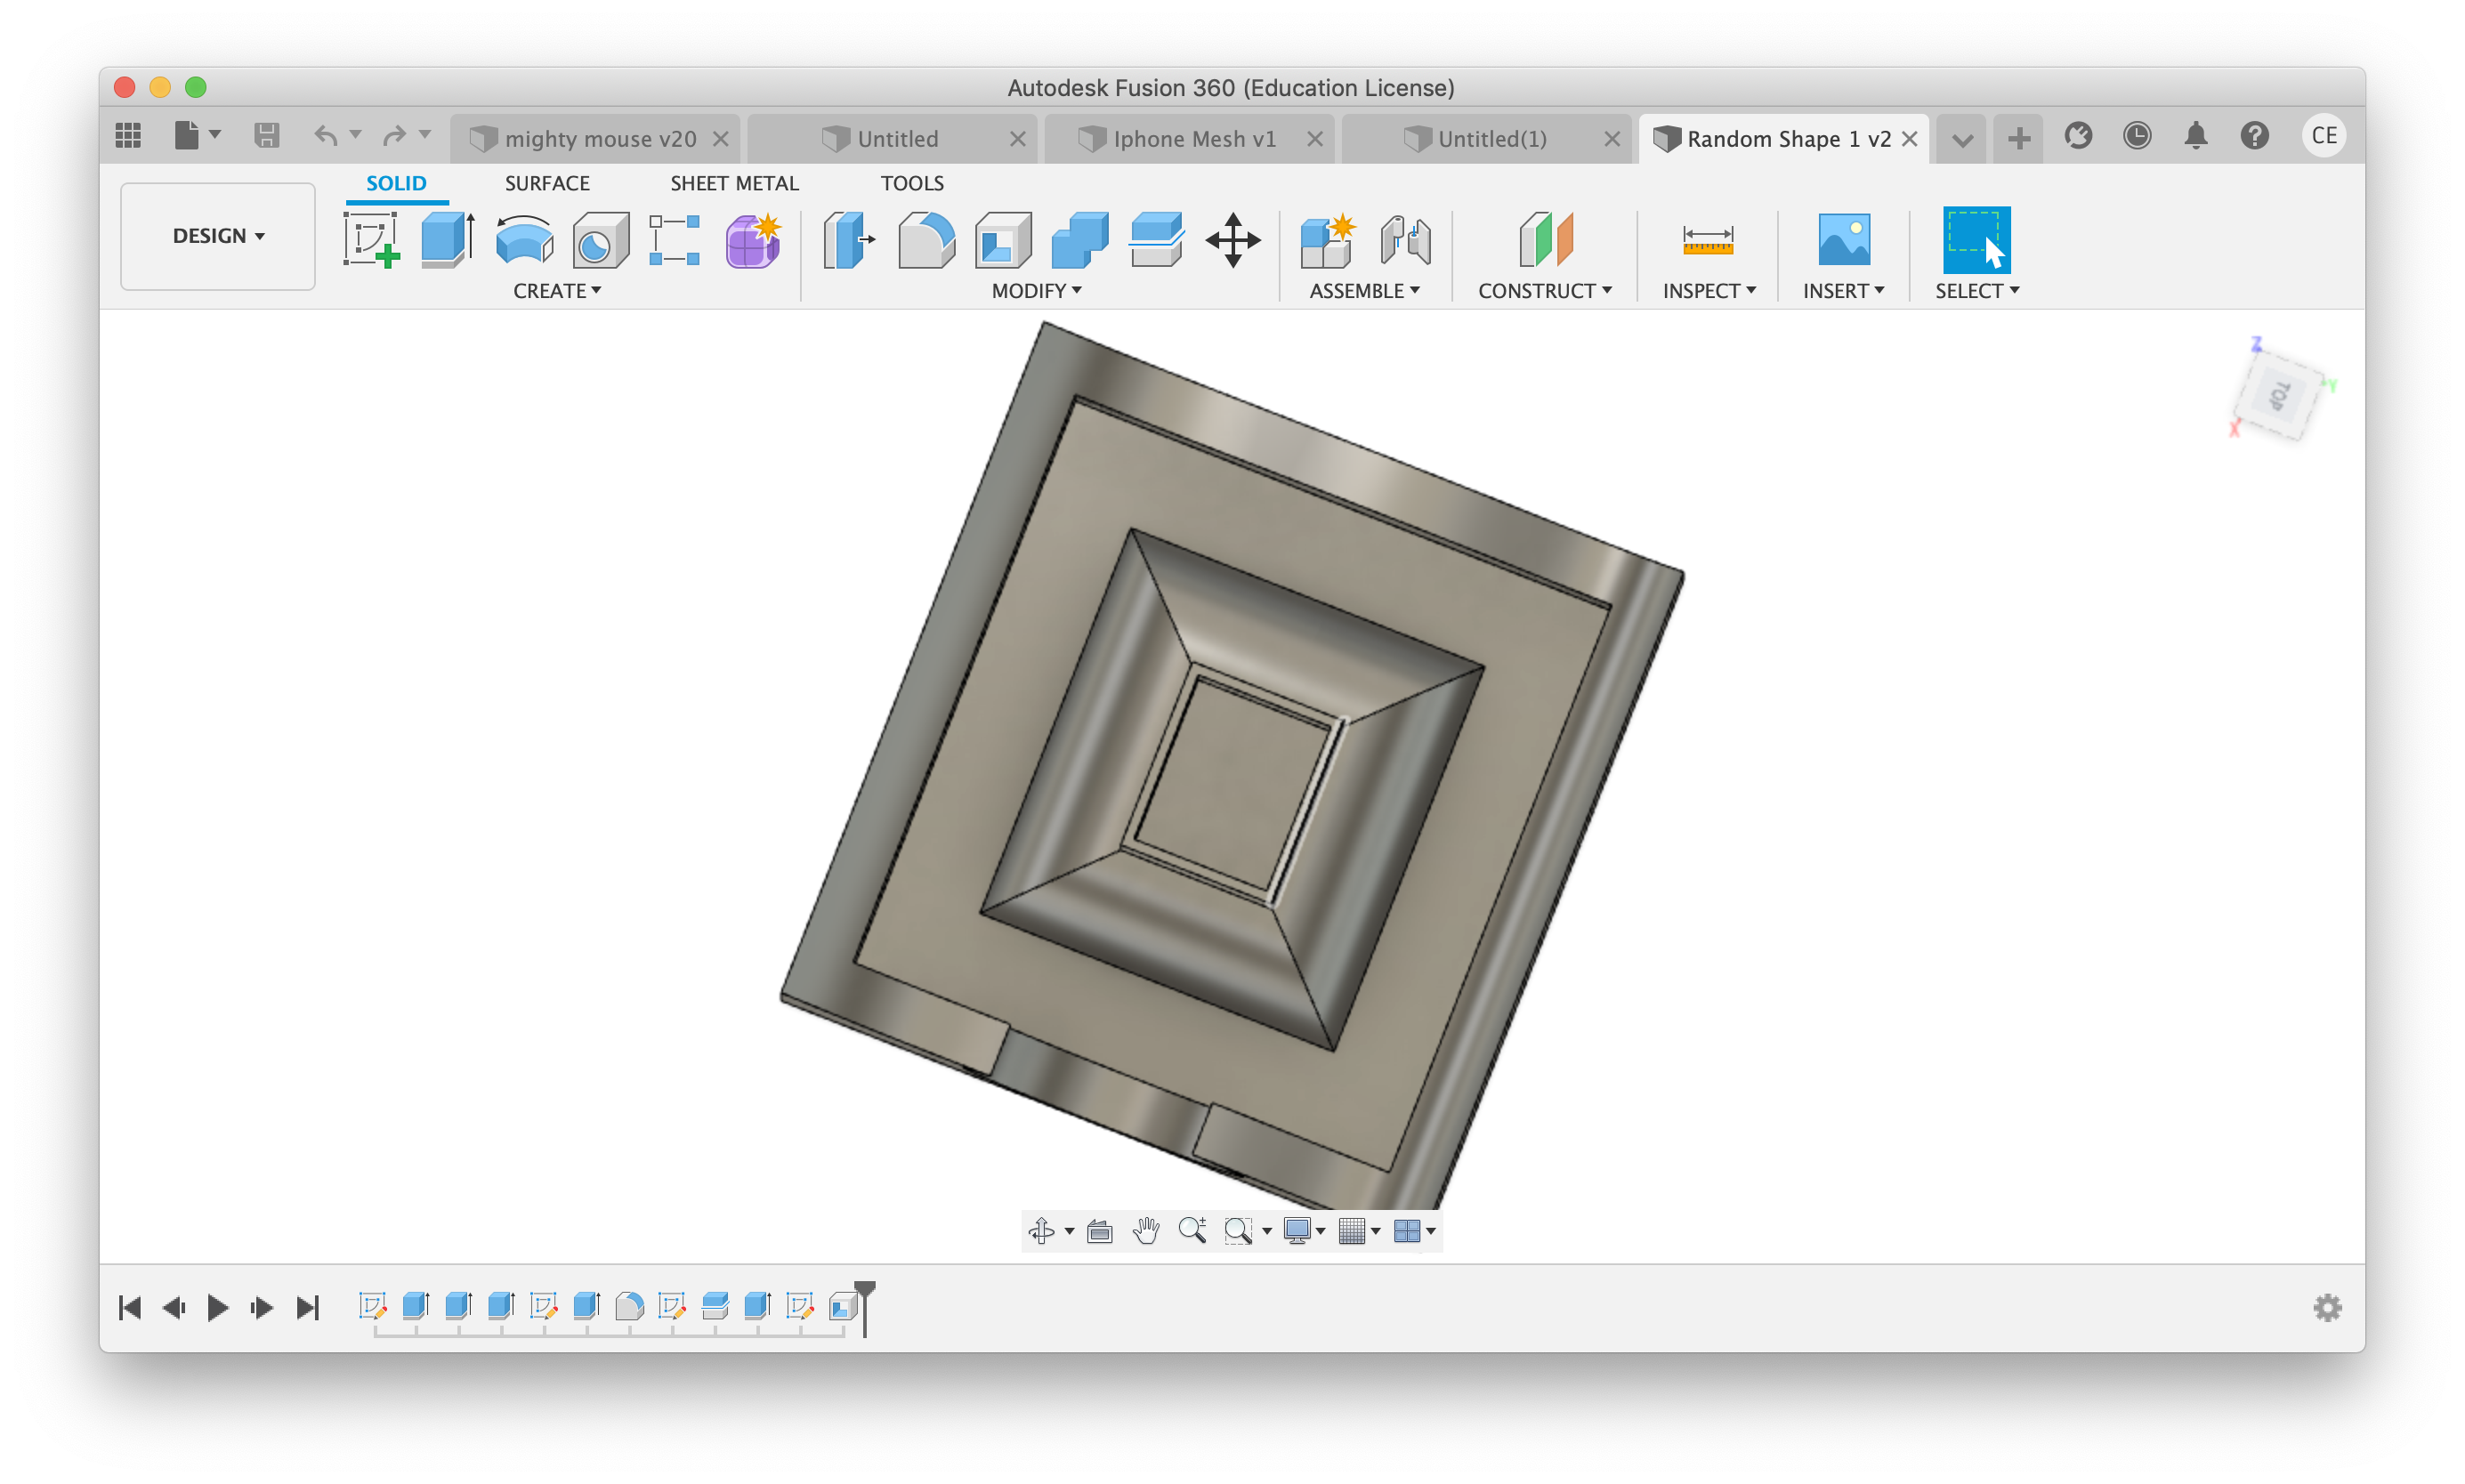 Autodesk Fusion 360 (Education License)
mighty mouse v20
Untitled
Iphone Mesh v1
Untitled(1)
Random Shape 1 v2
CE
SOLID
SURFACE
SHEET METAL
TOOLS
DESIGN
CREATE
MODIFY
ASSEMBLE
CONSTRUCT
INSPECT
INSERT
SELECT
Z
Y
TOP
X